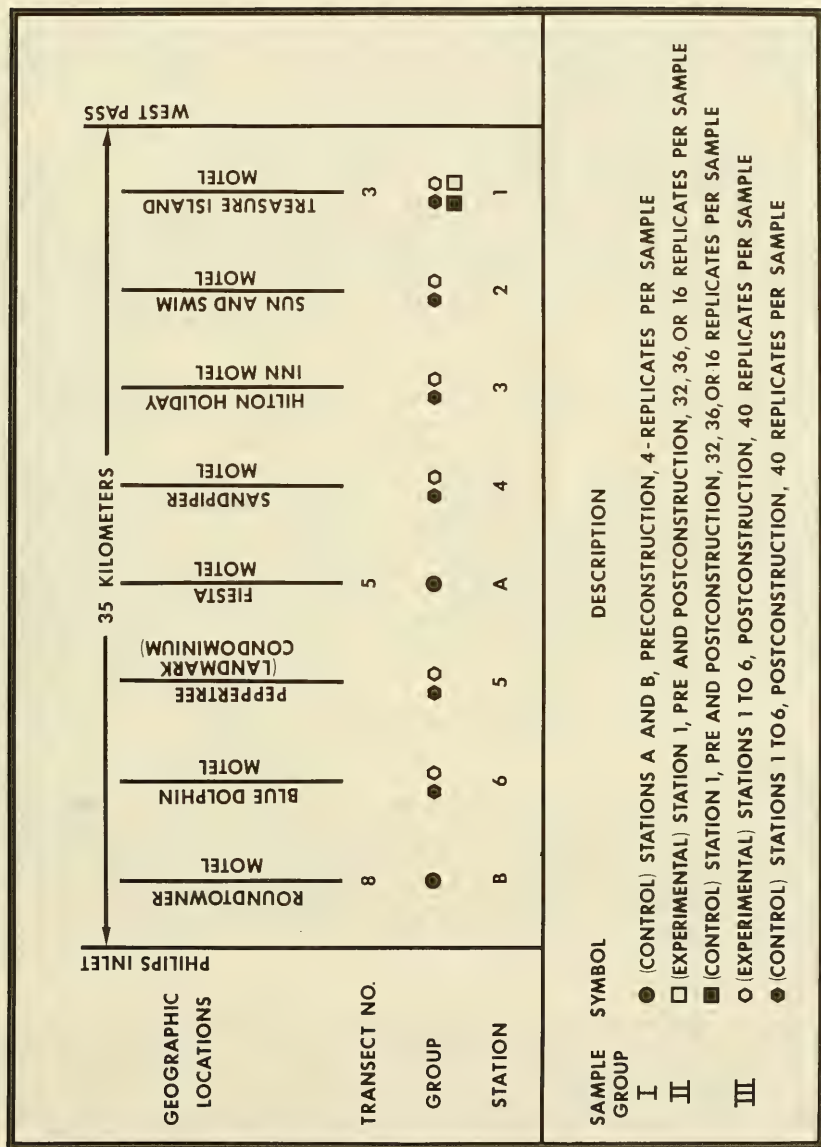 GEOGRAPHIC
LOCATIONS
PHILIPS INLET
35 KILOMETERS
WEST PASS
ROUNDTOWNER
MOTEL
BLUE DOLPHIN
MOTEL
PEPPERTREE
(LANDMARK
CONDOMINIUM)
FIESTA
MOTEL
SANDPIPER
MOTEL
HILTON HOLIDAY
INN MOTEL
SUN AND SWIM
MOTEL
TREASURE ISLAND
MOTEL
TRANSECT NO. 8 5 3
GROUP
STATION B 6 5 A 4 3 2 1
SAMPLE
GROUP SYMBOL DESCRIPTION
I (CONTROL) STATIONS A AND B, PRECONSTRUCTION, 4-REPLICATES PER SAMPLE
II (EXPERIMENTAL) STATION 1, PRE AND POSTCONSTRUCTION, 32, 36, OR 16 REPLICATES PER SAMPLE
(CONTROL) STATION 1, PRE AND POSTCONSTRUCTION, 32, 36, OR 16 REPLICATES PER SAMPLE
III (EXPERIMENTAL) STATIONS 1 TO 6, POSTCONSTRUCTION, 40 REPLICATES PER SAMPLE
(CONTROL) STATIONS 1 TO 6, POSTCONSTRUCTION, 40 REPLICATES PER SAMPLE